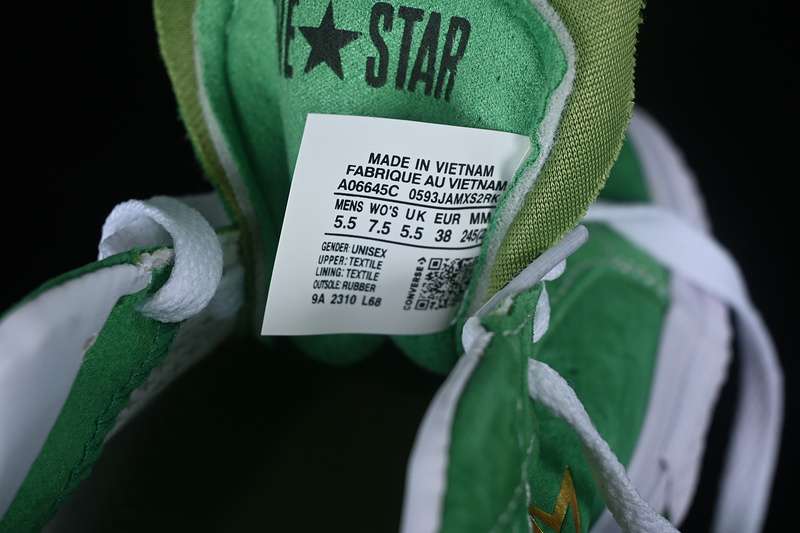 ★ STAR
MADE IN VIETNAM
FABRIQUE AU VIETNAM
A06645C 0593JAMXS2RK
MENS WO'S UK EUR MM
5.5 7.5 5.5 38 245
GENDER: UNISEX
UPPER: TEXTILE
LINING: TEXTILE
OUTSOLE: RUBBER
9A 2310 L68
CONVERSE